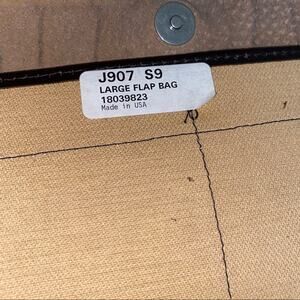 J907 S9
LARGE FLAP BAG
18039823
Made in USA